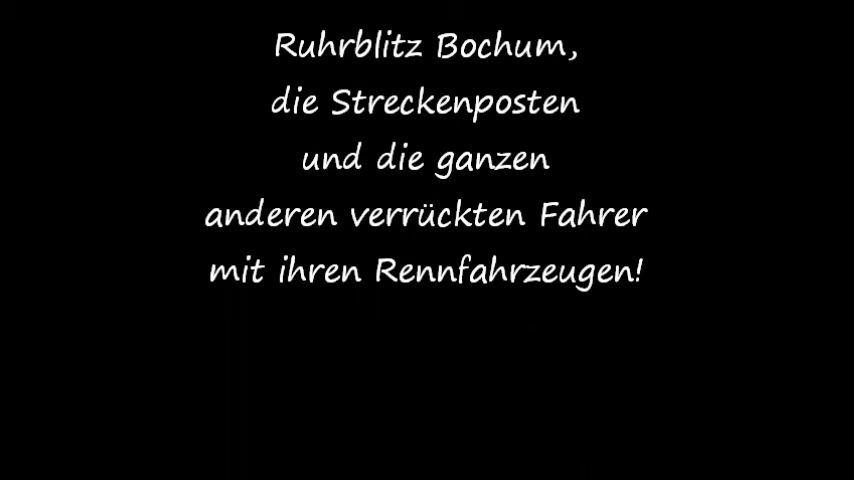 Ruhrblitz Bochum,
die Streckenposten
und die ganzen
anderen verrückten Fahrer
mit ihren Rennfahrzeugen!